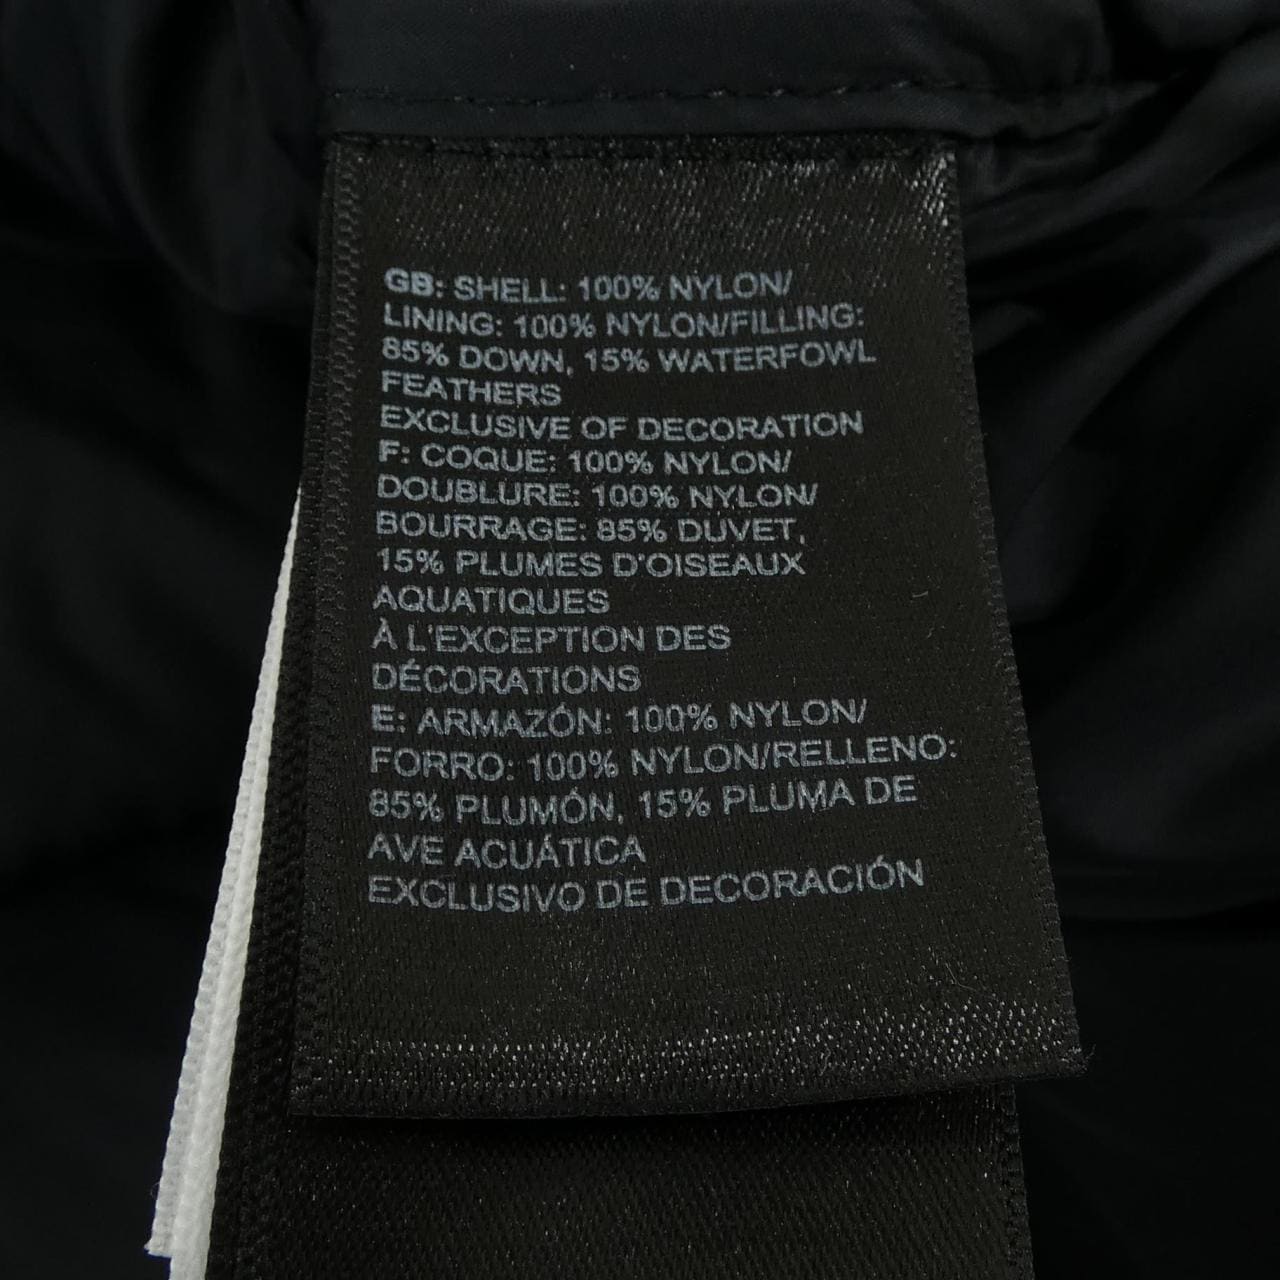 GB: SHELL: 100% NYLON/
LINING: 100% NYLON/FILLING:
85% DOWN, 15% WATERFOWL
FEATHERS
EXCLUSIVE OF DECORATION
F: COQUE: 100% NYLON/
DOUBLURE: 100% NYLON/
BOURRAGE: 85% DUVET,
15% PLUMES D'OISEAUX
AQUATIQUES
À L'EXCEPTION DES
DÉCORATIONS
E: ARMAZÓN: 100% NYLON/
FORRO: 100% NYLON/RELLENO:
85% PLUMÓN, 15% PLUMA DE
AVE ACUÁTICA
EXCLUSIVO DE DECORACIÓN